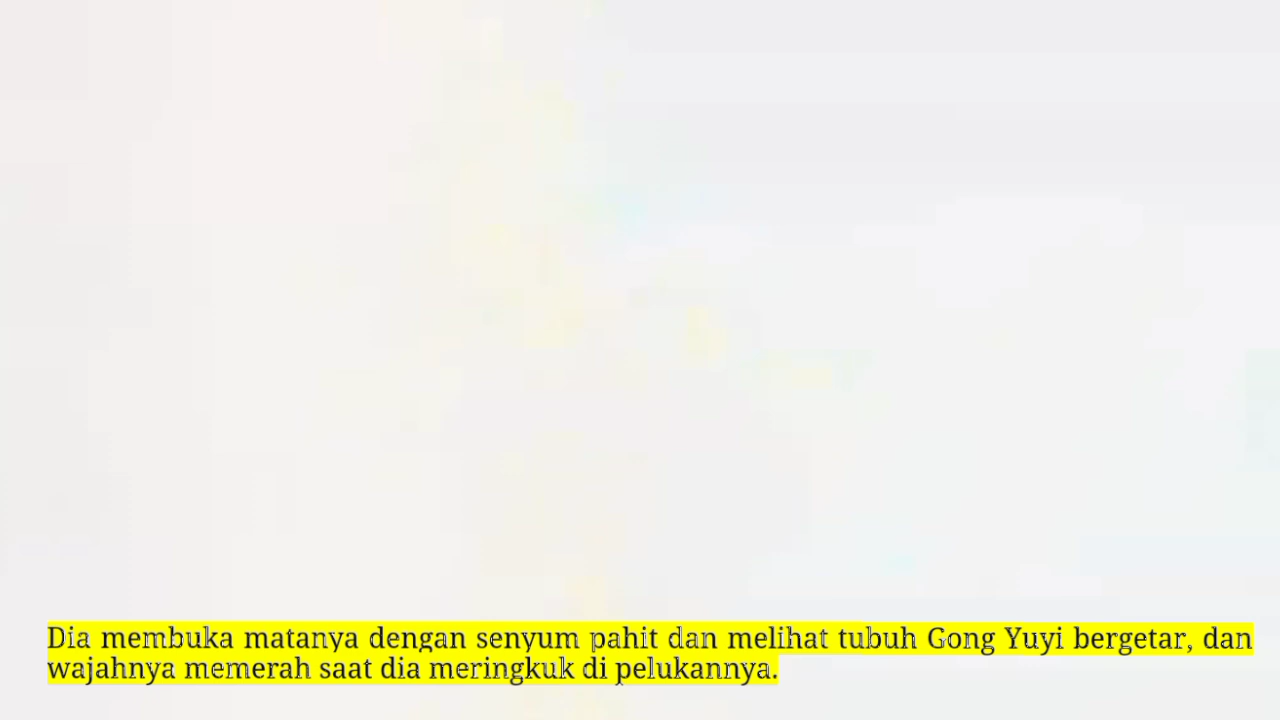 Dia membuka matanya dengan senyum pahit dan melihat tubuh Gong Yuyi bergetar, dan
wajahnya memerah saat dia meringkuk di pelukannya.